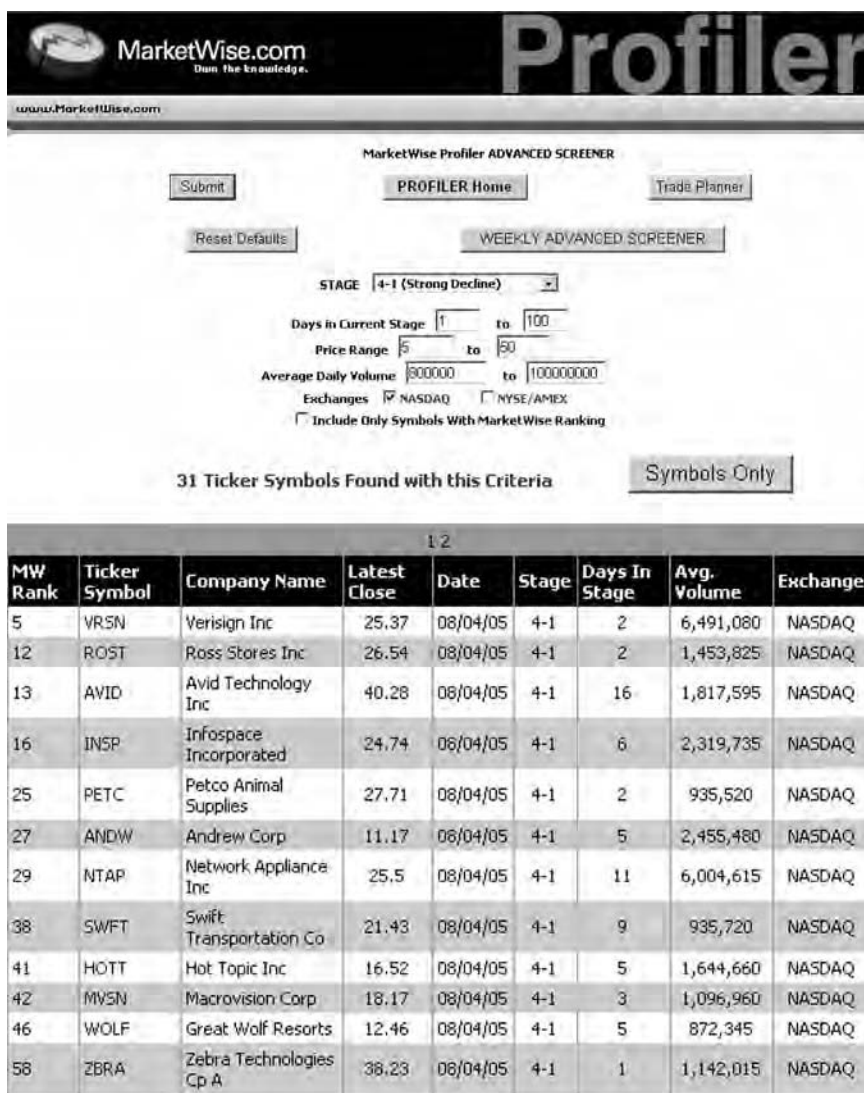 MarketWise.com
Own the knowledge.
Profiler
www.MarketWise.com
MarketWise Profiler ADVANCED SCREENER
Submit PROFILER Home Trade Planner
Reset Defaults WEEKLY ADVANCED SCREENER
STAGE 4-1 (Strong Decline)
Days in Current Stage 1 to 100
Price Range 5 to 60
Average Daily Volume 800000 to 100000000
Exchanges NASDAQ NYSE/AMEX
Include Only Symbols With MarketWise Ranking
31 Ticker Symbols Found with this Criteria Symbols Only
1 2
MW Rank Ticker Symbol Company Name Latest Close Date Stage Days In Stage Avg. Volume Exchange
5 VRSN Verisign Inc 25.37 08/04/05 4-1 2 6,491,080 NASDAQ
12 ROST Ross Stores Inc 26.54 08/04/05 4-1 2 1,453,825 NASDAQ
13 AVID Avid Technology Inc 40.28 08/04/05 4-1 16 1,817,595 NASDAQ
16 INSP Infospace Incorporated 24.74 08/04/05 4-1 6 2,319,735 NASDAQ
25 PETC Petco Animal Supplies 27.71 08/04/05 4-1 2 935,520 NASDAQ
27 ANDW Andrew Corp 11.17 08/04/05 4-1 5 2,455,480 NASDAQ
29 NTAP Network Appliance Inc 25.5 08/04/05 4-1 11 6,004,615 NASDAQ
38 SWFT Swift Transportation Co 21.43 08/04/05 4-1 9 935,720 NASDAQ
41 HOTT Hot Topic Inc 16.52 08/04/05 4-1 5 1,644,660 NASDAQ
42 MVSN Macrovision Corp 18.17 08/04/05 4-1 3 1,096,960 NASDAQ
46 WOLF Great Wolf Resorts 12.46 08/04/05 4-1 5 872,345 NASDAQ
58 ZBRA Zebra Technologies Cp A 38.23 08/04/05 4-1 1 1,142,015 NASDAQ